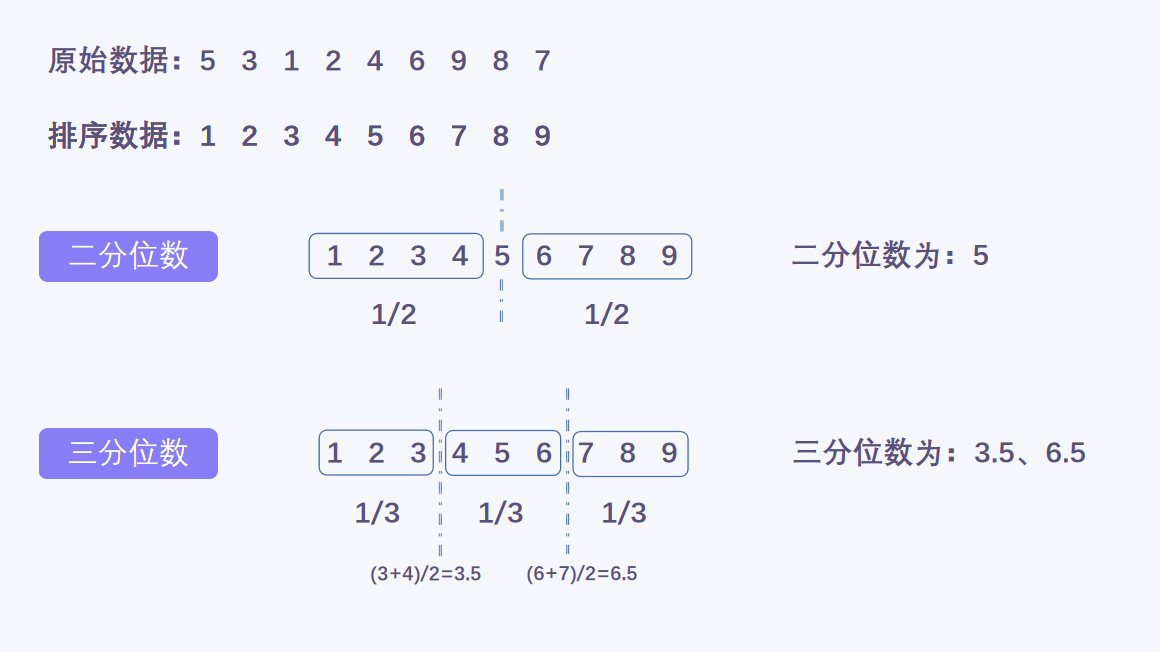 原始数据：5 3 1 2 4 6 9 8 7
排序数据：1 2 3 4 5 6 7 8 9
二分位数 1 2 3 4 5 6 7 8 9 二分位数为：5
1/2 1/2
三分位数 1 2 3 4 5 6 7 8 9 三分位数为：3.5、6.5
1/3 1/3 1/3
(3+4)/2=3.5 (6+7)/2=6.5